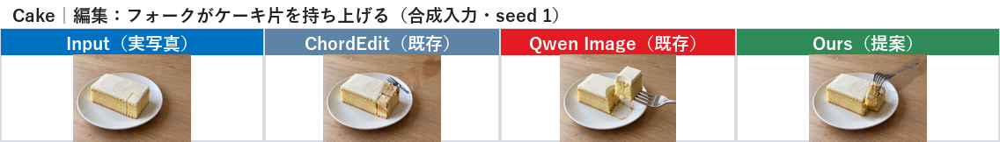 Cake｜編集：フォークがケーキ片を持ち上げる（合成入力・seed 1）
Input（実写真）
ChordEdit（既存）
Qwen Image（既存）
Ours（提案）